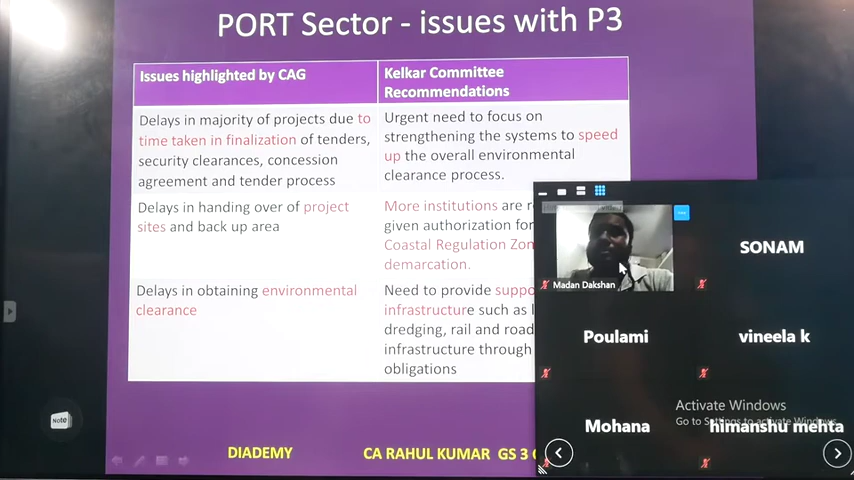 PORT Sector - issues with P3
Issues highlighted by CAG
Kelkar Committee
Recommendations
Delays in majority of projects due to
time taken in finalization of tenders,
security clearances, concession
agreement and tender process
Urgent need to focus on
strengthening the systems to speed
up the overall environmental
clearance process.
Delays in handing over of project
sites and back up area
More institutions are
given authorization for
Coastal Regulation
demarcation.
Delays in obtaining environmental
clearance
Need to provide
infrastructure such as
dredging, rail and road
infrastructure through
obligations
DIADEMY
CA RAHUL KUMAR GS 3
Note
Madan Dakshan
SONAM
Poulami
vineela k
Mohana
himanshu mehta
Activate Windows
Go to Settings to activate Windows.